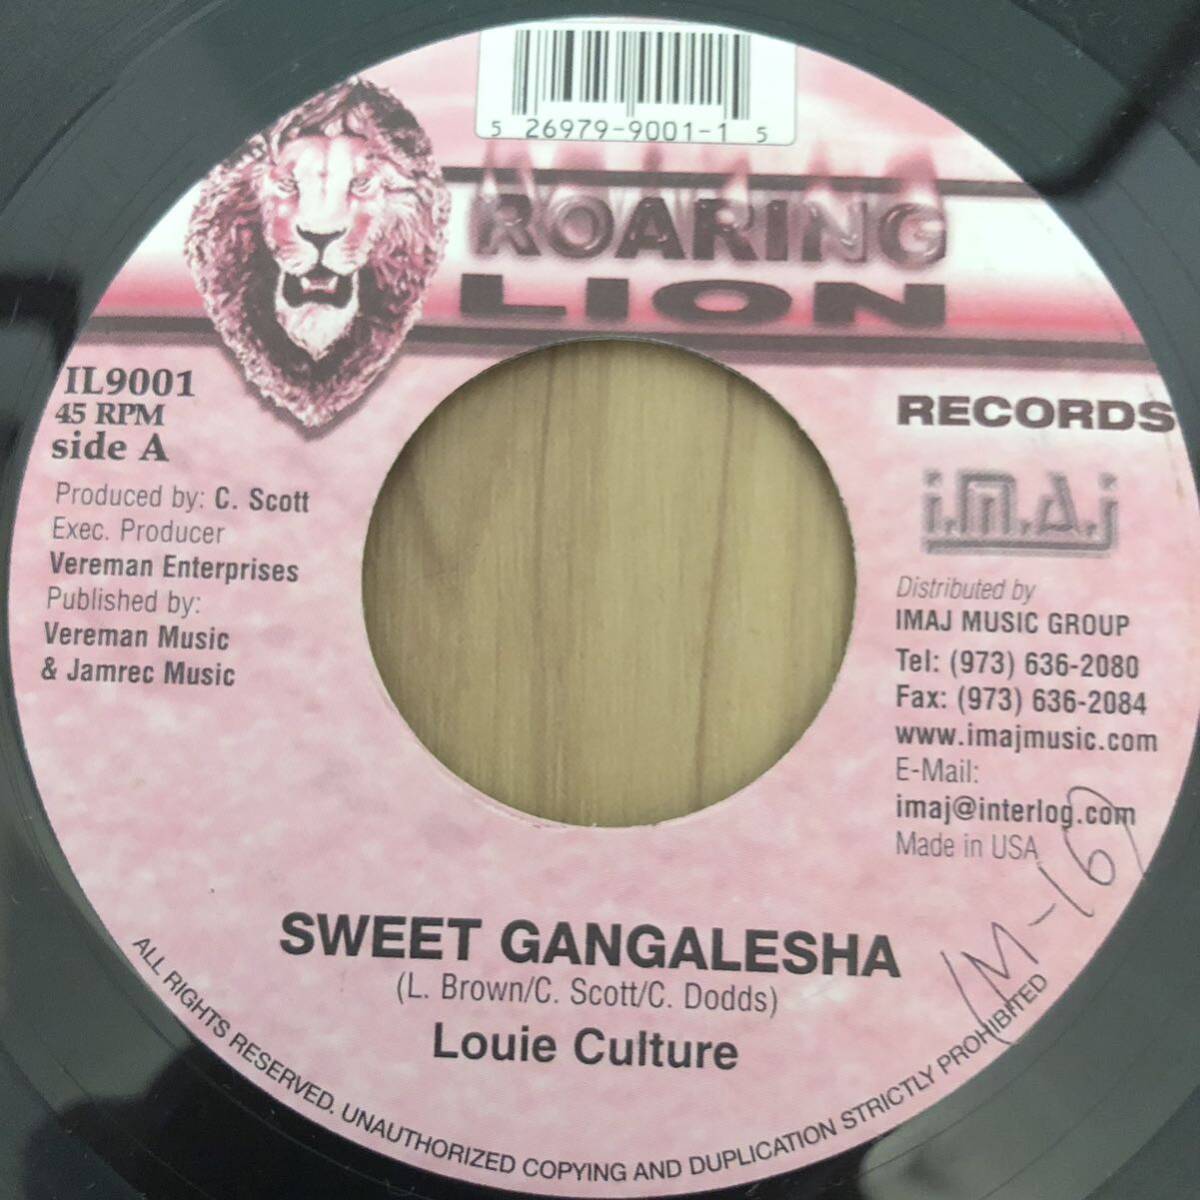 5 26979-9001-1 5
ROARING
LION
RECORDS
IL9001
45 RPM
side A
Produced by: C. Scott
Exec. Producer
Vereman Enterprises
Published by:
Vereman Music
& Jamrec Music
i.M.A.j
Distributed by
IMAJ MUSIC GROUP
Tel: (973) 636-2080
Fax: (973) 636-2084
www.imajmusic.com
E-Mail:
imaj@interlog.com
Made in USA
(M-16)
SWEET GANGALESHA
(L. Brown/C. Scott/C. Dodds)
Louie Culture
ALL RIGHTS RESERVED. UNAUTHORIZED COPYING AND DUPLICATION STRICTLY PROHIBITED